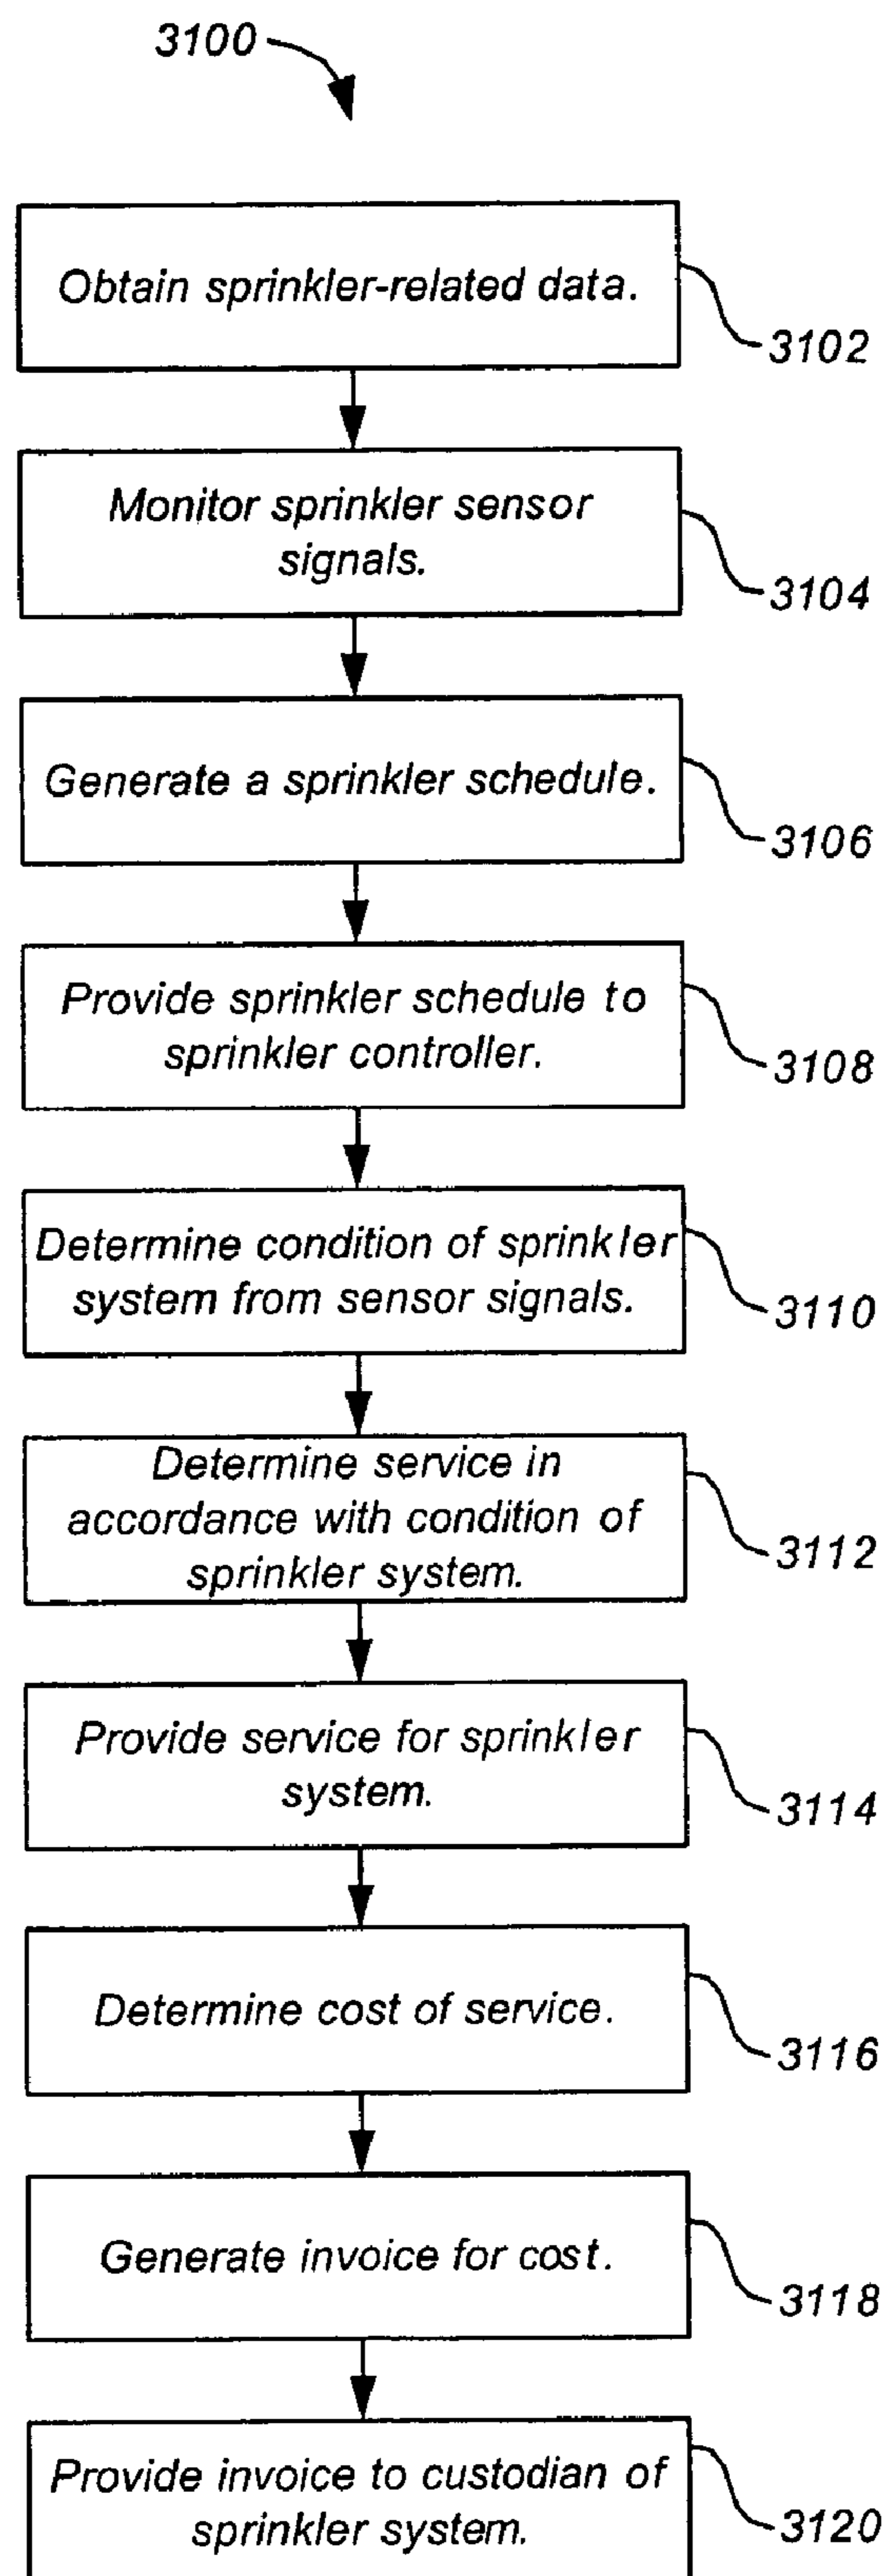 3100
Obtain sprinkler-related data.
3102
Monitor sprinkler sensor
signals.
3104
Generate a sprinkler schedule.
3106
Provide sprinkler schedule to
sprinkler controller.
3108
Determine condition of sprinkler
system from sensor signals.
3110
Determine service in
accordance with condition of
sprinkler system.
3112
Provide service for sprinkler
system.
3114
Determine cost of service.
3116
Generate invoice for cost.
3118
Provide invoice to custodian of
sprinkler system.
3120